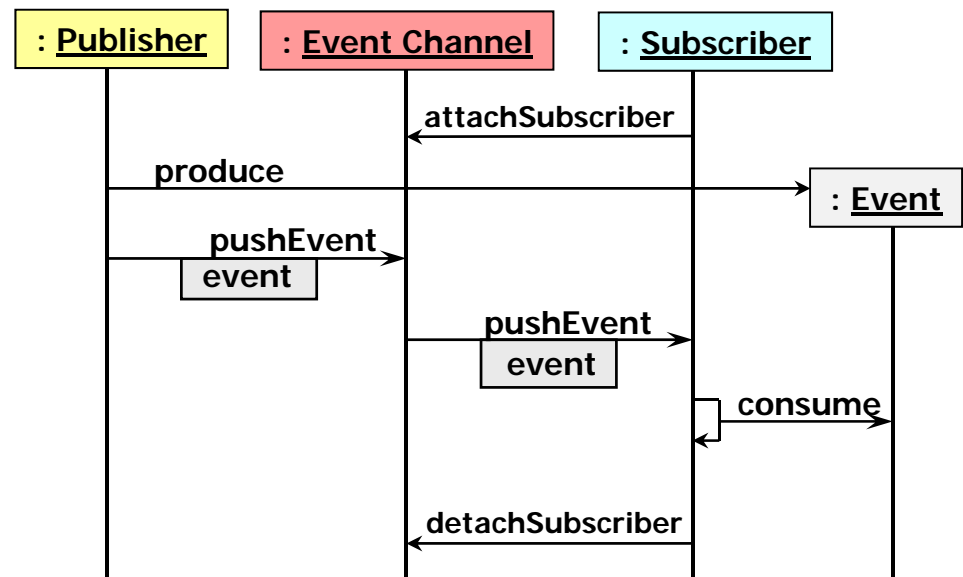 : Publisher
: Event Channel
: Subscriber
attachSubscriber
produce
: Event
pushEvent
event
pushEvent
event
consume
detachSubscriber